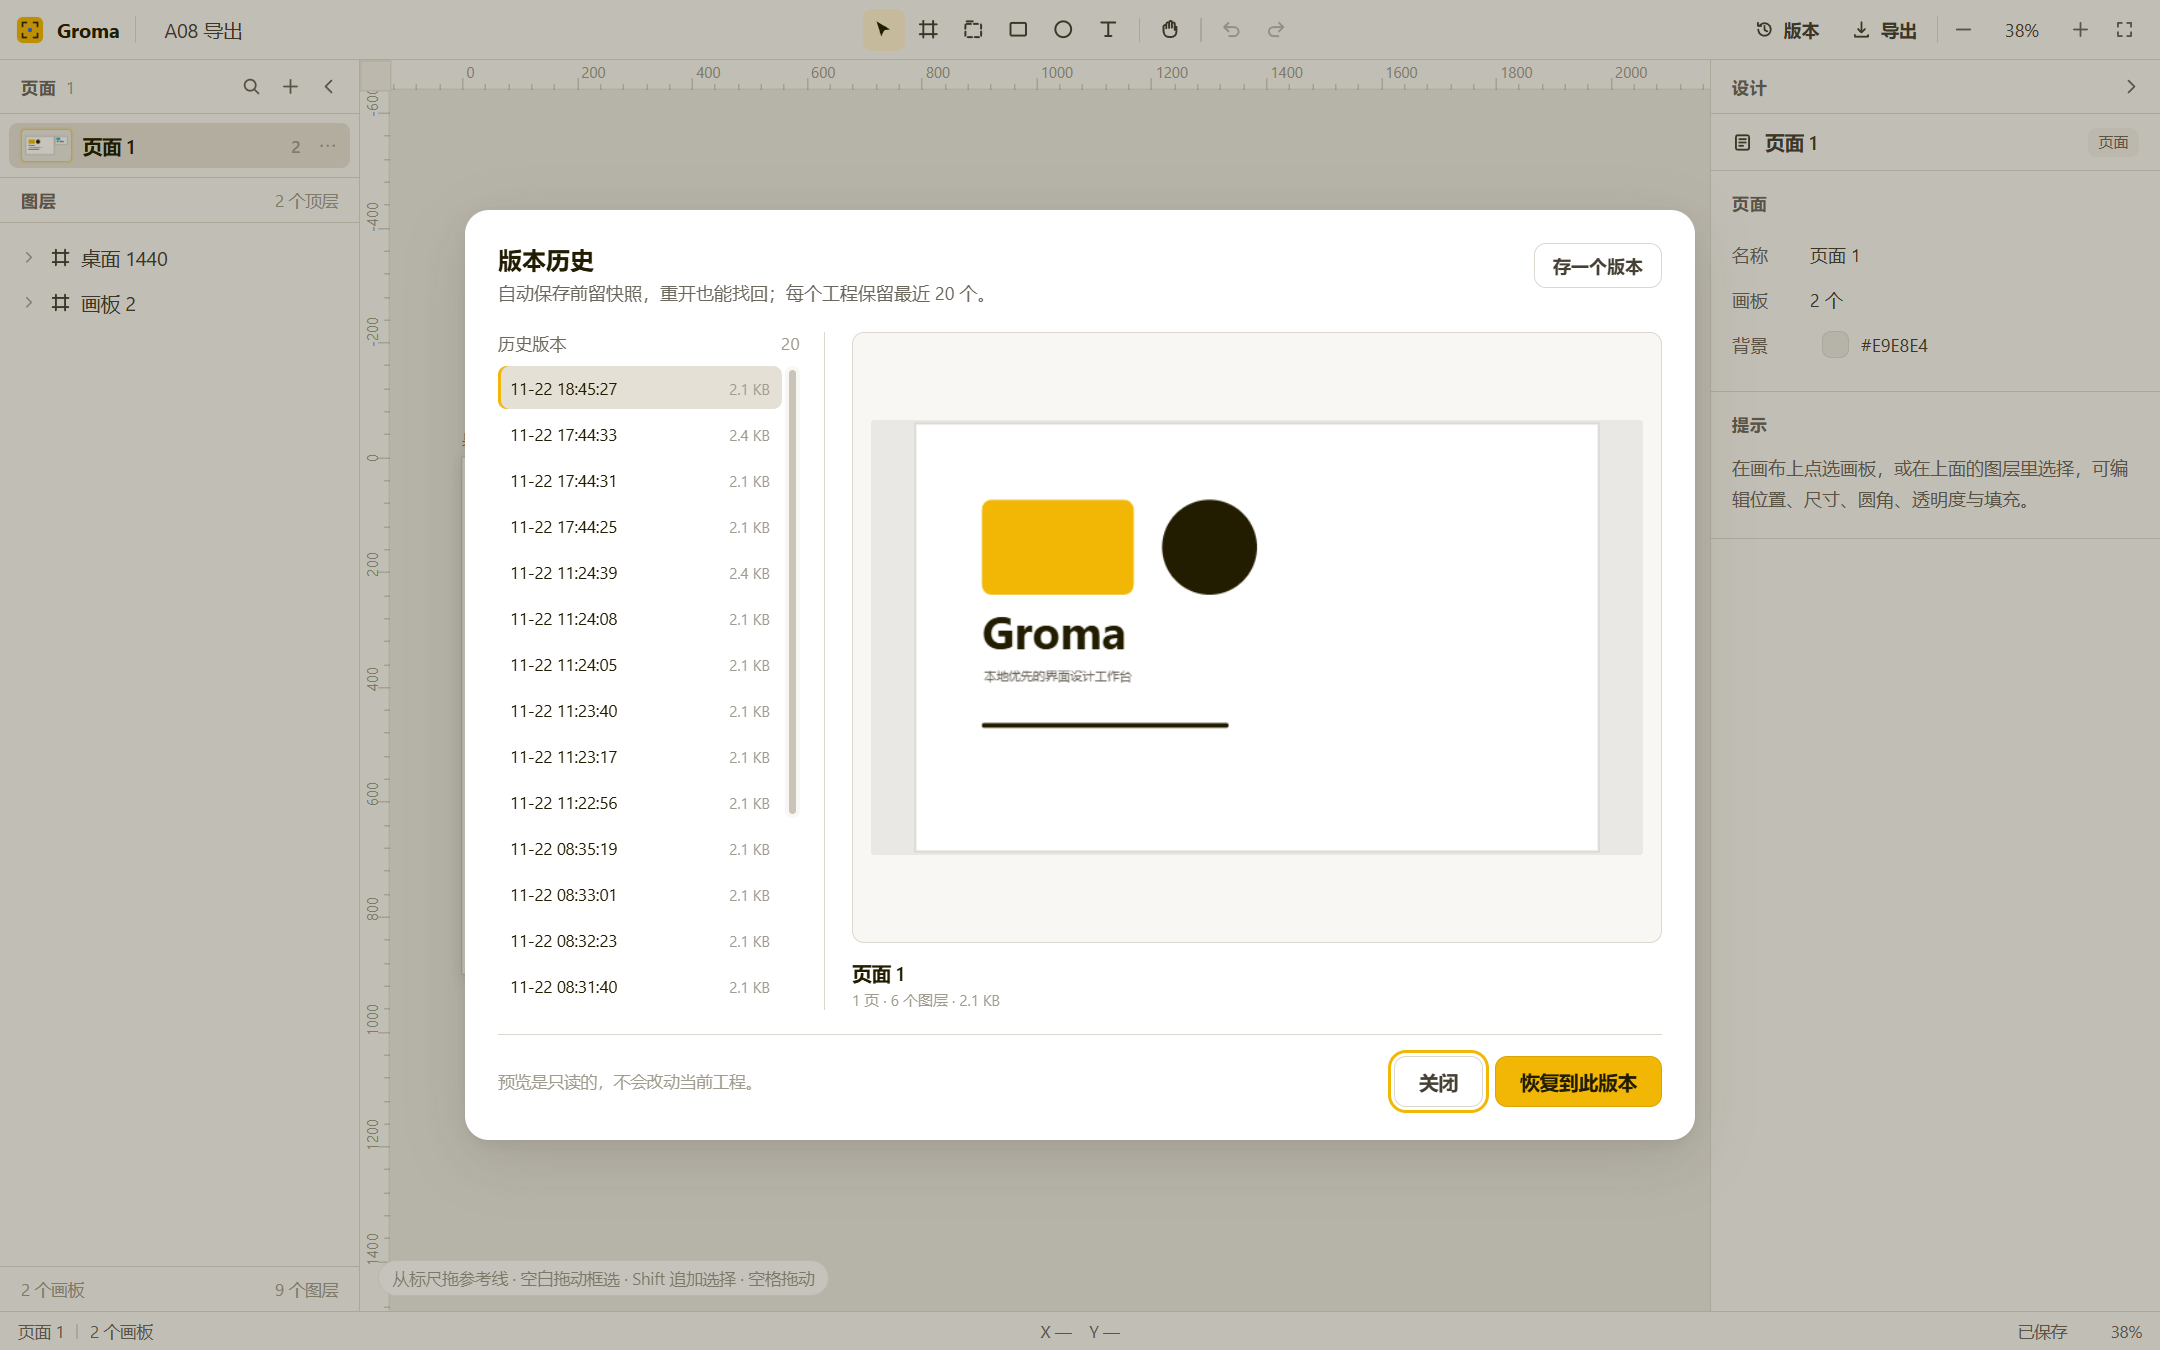 Groma
A08 导出
版本
导出
38%
页面 1
页面 1
2
图层
2 个顶层
桌面 1440
画板 2
2 个画板
9 个图层
0
200
400
600
800
1000
1200
1400
1600
1800
2000
-600
-400
-200
0
200
400
600
800
1000
1200
1400
版本历史
自动保存前留快照，重开也能找回；每个工程保留最近 20 个。
存一个版本
历史版本
20
11-22 18:45:27 2.1 KB
11-22 17:44:33 2.4 KB
11-22 17:44:31 2.1 KB
11-22 17:44:25 2.1 KB
11-22 11:24:39 2.4 KB
11-22 11:24:08 2.1 KB
11-22 11:24:05 2.1 KB
11-22 11:23:40 2.1 KB
11-22 11:23:17 2.1 KB
11-22 11:22:56 2.1 KB
11-22 08:35:19 2.1 KB
11-22 08:33:01 2.1 KB
11-22 08:32:23 2.1 KB
11-22 08:31:40 2.1 KB
Groma
本地优先的界面设计工作台
页面 1
1 页 · 6 个图层 · 2.1 KB
预览是只读的，不会改动当前工程。
关闭
恢复到此版本
设计
页面 1
页面
页面
名称 页面 1
画板 2 个
背景 #E9E8E4
提示
在画布上点选画板，或在上面的图层里选择，可编
辑位置、尺寸、圆角、透明度与填充。
从标尺拖参考线 · 空白拖动框选 · Shift 追加选择 · 空格拖动
页面 1
2 个画板
X —
Y —
已保存
38%